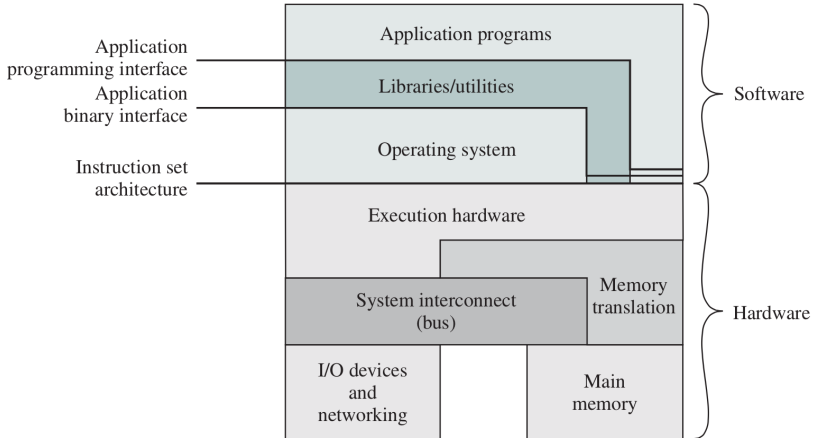 Application programs
Application
programming interface
Libraries/utilities
Application
binary interface
Software
Operating system
Instruction set
architecture
Execution hardware
Memory
translation
System interconnect
(bus)
Hardware
I/O devices
and
networking
Main
memory